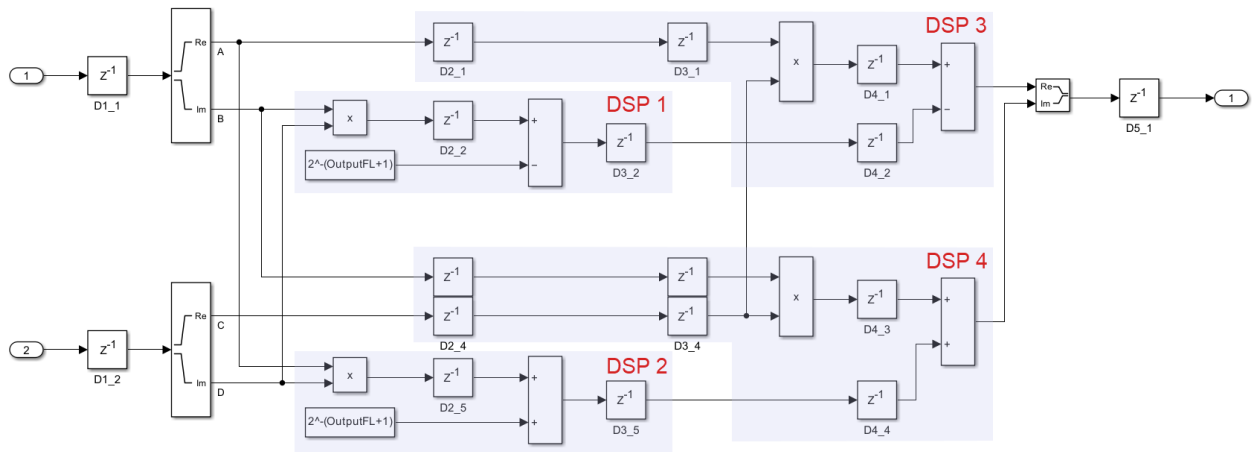 DSP 3
Z-1
Z-1
Re
A
D2_1
D3_1
x
Z-1
+
1
Z-1
D4_1
Re
Im
Z-1
1
D1_1
Im
B
DSP 1
x
Z-1
+
Z-1
−
D5_1
D2_2
Z-1
Z-1
2^-(OutputFL+1)
−
D3_2
D4_2
DSP 4
Z-1
Z-1
x
Z-1
+
Re
C
Z-1
Z-1
D4_3
2
Z-1
D2_4
D3_4
+
D1_2
Im
D
DSP 2
x
Z-1
+
Z-1
Z-1
D2_5
2^-(OutputFL+1)
+
D3_5
D4_4